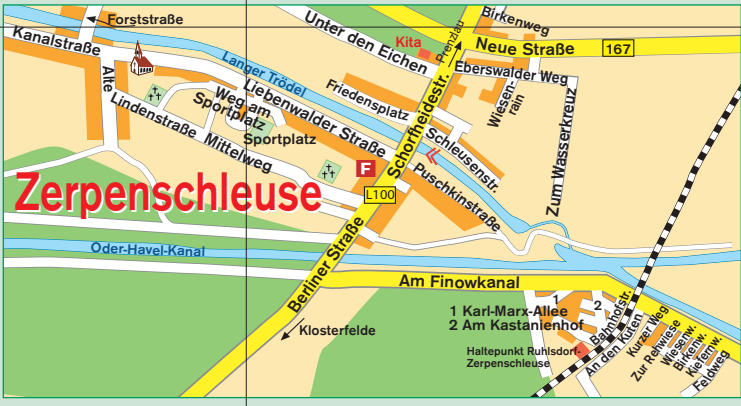 Forststraße
Kanalstraße
Alte
Langer Trödel
Unter den Eichen
Kita
Prenzlau
Birkenweg
Neue Straße
167
Eberswalder Weg
Wiesen-
rain
Zum Wasserkreuz
Friedensplatz
Schleusenstr.
Schorfheidestr.
Liebenwalder Straße
Weg am
Sportplatz
Sportplatz
Lindenstraße
Mittelweg
F
Puschkinstraße
L100
Zerpenschleuse
Oder-Havel-Kanal
Berliner Straße
Am Finowkanal
Klosterfelde
1 Karl-Marx-Allee
2 Am Kastanienhof
1
2
Haltepunkt Ruhlsdorf-
Zerpenschleuse
Bahnhofstr.
An den Kuten
Kurzer Weg
Zur Rehwiese
Wiesenw.
Birkenw.
Kiefernw.
Feldweg